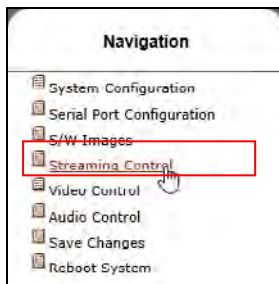 Navigation
System Configuration
Serial Port Configuration
S/W Images
Streaming Control
Video Control
Audio Control
Save Changes
Reboot System